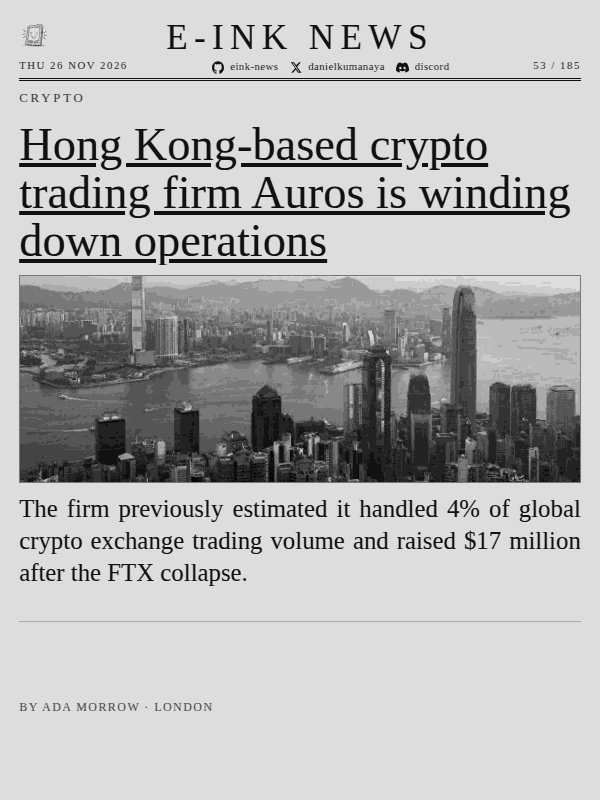 E-INK NEWS
THU 26 NOV 2026
eink-news danielkumanaya discord
53 / 185
CRYPTO
Hong Kong-based crypto
trading firm Auros is winding
down operations
The firm previously estimated it handled 4% of global
crypto exchange trading volume and raised $17 million
after the FTX collapse.
BY ADA MORROW · LONDON